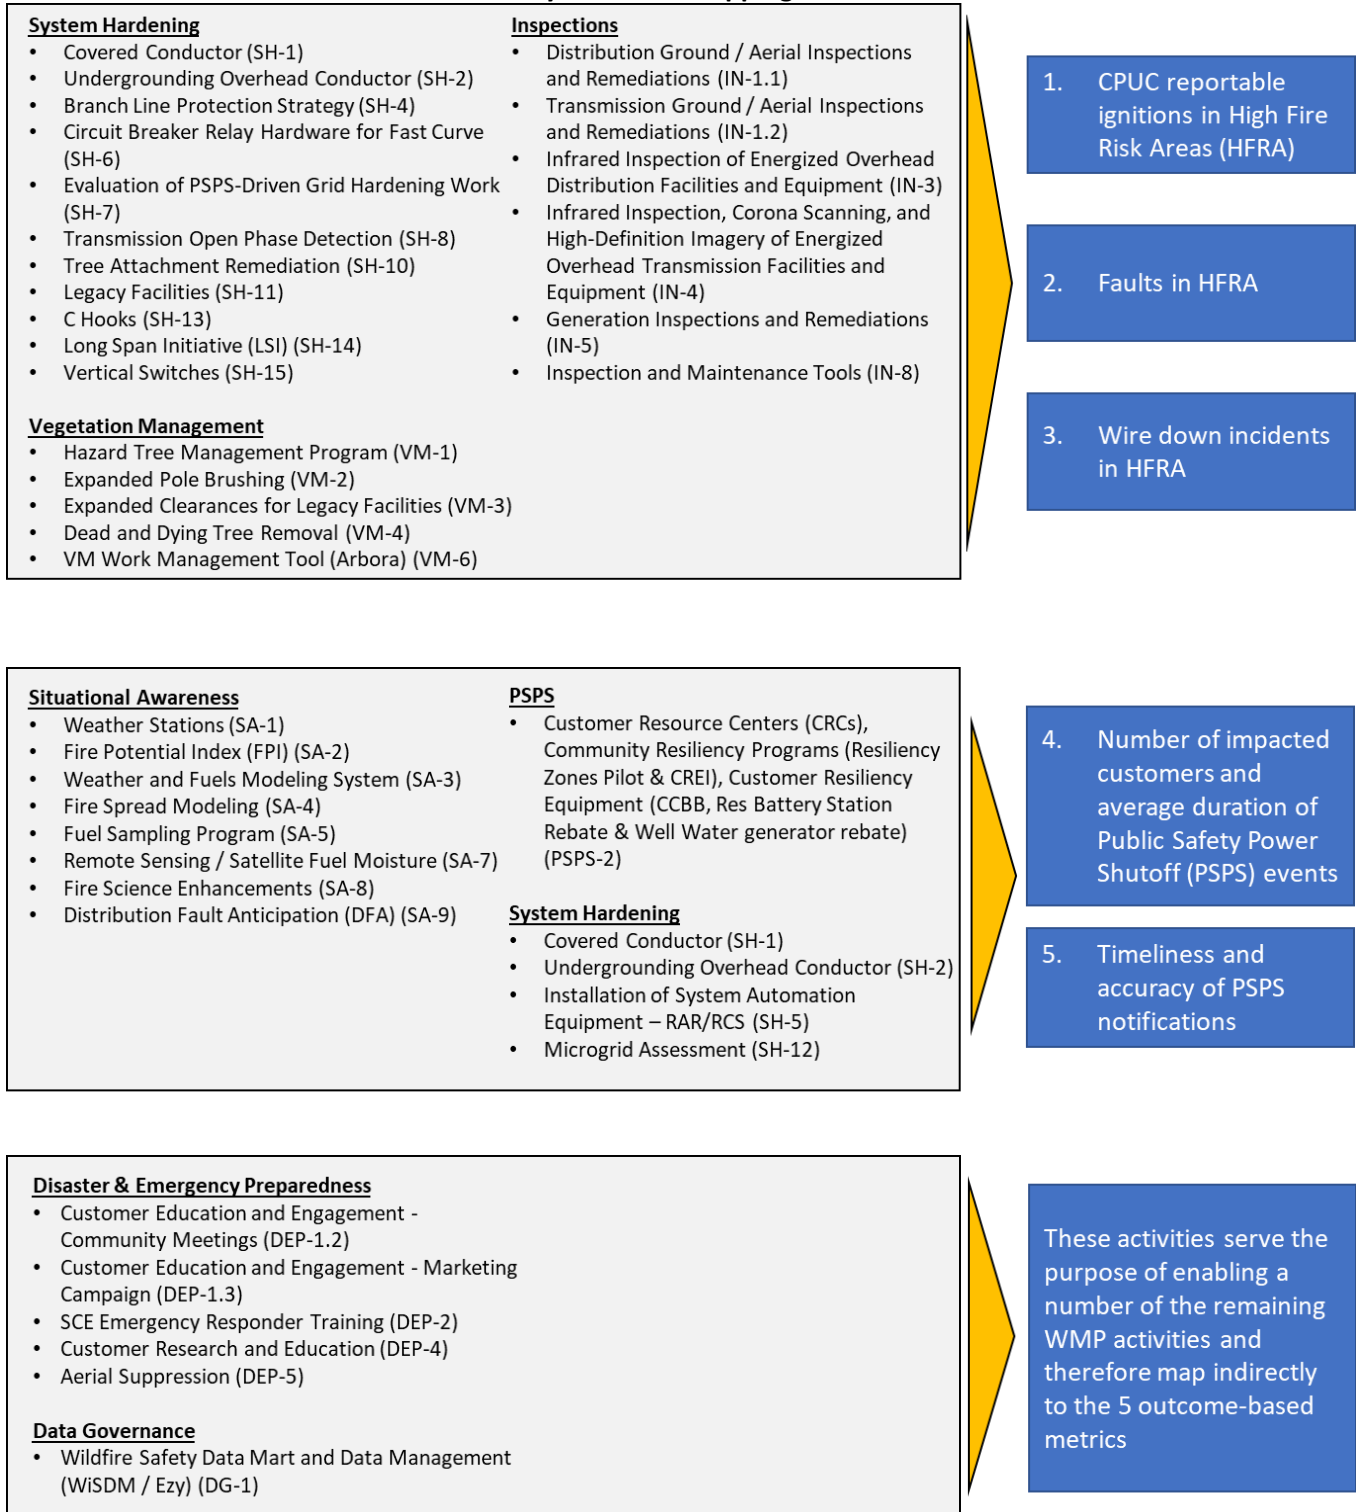 System Hardening
• Covered Conductor (SH-1)
• Undergrounding Overhead Conductor (SH-2)
• Branch Line Protection Strategy (SH-4)
• Circuit Breaker Relay Hardware for Fast Curve
(SH-6)
• Evaluation of PSPS-Driven Grid Hardening Work
(SH-7)
• Transmission Open Phase Detection (SH-8)
• Tree Attachment Remediation (SH-10)
• Legacy Facilities (SH-11)
• C Hooks (SH-13)
• Long Span Initiative (LSI) (SH-14)
• Vertical Switches (SH-15)
Vegetation Management
• Hazard Tree Management Program (VM-1)
• Expanded Pole Brushing (VM-2)
• Expanded Clearances for Legacy Facilities (VM-3)
• Dead and Dying Tree Removal (VM-4)
• VM Work Management Tool (Arbora) (VM-6)
Inspections
• Distribution Ground / Aerial Inspections
and Remediations (IN-1.1)
• Transmission Ground / Aerial Inspections
and Remediations (IN-1.2)
• Infrared Inspection of Energized Overhead
Distribution Facilities and Equipment (IN-3)
• Infrared Inspection, Corona Scanning, and
High-Definition Imagery of Energized
Overhead Transmission Facilities and
Equipment (IN-4)
• Generation Inspections and Remediations
(IN-5)
• Inspection and Maintenance Tools (IN-8)
1. CPUC reportable
ignitions in High Fire
Risk Areas (HFRA)
2. Faults in HFRA
3. Wire down incidents
in HFRA
Situational Awareness
• Weather Stations (SA-1)
• Fire Potential Index (FPI) (SA-2)
• Weather and Fuels Modeling System (SA-3)
• Fire Spread Modeling (SA-4)
• Fuel Sampling Program (SA-5)
• Remote Sensing / Satellite Fuel Moisture (SA-7)
• Fire Science Enhancements (SA-8)
• Distribution Fault Anticipation (DFA) (SA-9)
PSPS
• Customer Resource Centers (CRCs),
Community Resiliency Programs (Resiliency
Zones Pilot & CREI), Customer Resiliency
Equipment (CCBB, Res Battery Station
Rebate & Well Water generator rebate)
(PSPS-2)
System Hardening
• Covered Conductor (SH-1)
• Undergrounding Overhead Conductor (SH-2)
• Installation of System Automation
Equipment – RAR/RCS (SH-5)
• Microgrid Assessment (SH-12)
4. Number of impacted
customers and
average duration of
Public Safety Power
Shutoff (PSPS) events
5. Timeliness and
accuracy of PSPS
notifications
Disaster & Emergency Preparedness
• Customer Education and Engagement -
Community Meetings (DEP-1.2)
• Customer Education and Engagement - Marketing
Campaign (DEP-1.3)
• SCE Emergency Responder Training (DEP-2)
• Customer Research and Education (DEP-4)
• Aerial Suppression (DEP-5)
Data Governance
• Wildfire Safety Data Mart and Data Management
(WiSDM / Ezy) (DG-1)
These activities serve the
purpose of enabling a
number of the remaining
WMP activities and
therefore map indirectly
to the 5 outcome-based
metrics